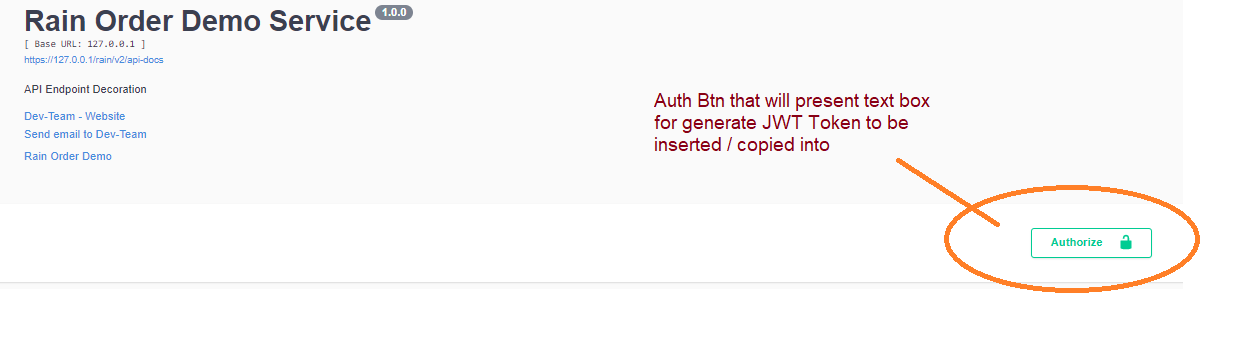 Rain Order Demo Service 1.0.0
[ Base URL: 127.0.0.1 ]
https://127.0.0.1/rain/v2/api-docs
API Endpoint Decoration
Dev-Team - Website
Send email to Dev-Team
Rain Order Demo
Auth Btn that will present text box
for generate JWT Token to be
inserted / copied into
Authorize